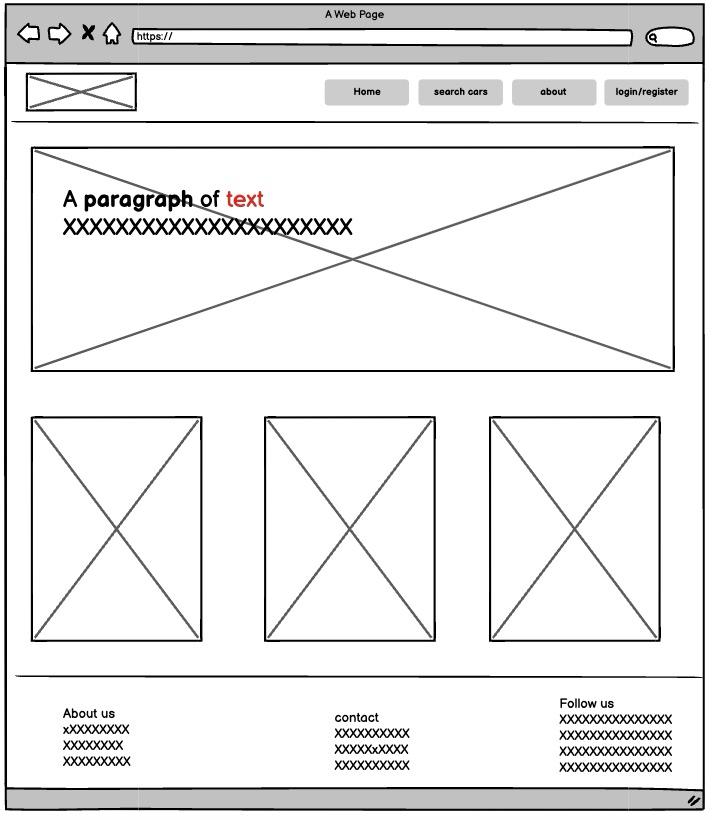 A Web Page
https://
Home
search cars
about
login/register
A paragraph of text
XXXXXXXXXXXXXXXXXXXXXX
About us
xXXXXXXXX
XXXXXXXX
XXXXXXXXX
contact
XXXXXXXXXX
XXXXXxXXXX
XXXXXXXXXX
Follow us
XXXXXXXXXXXXXXX
XXXXXXXXXXXXXXX
XXXXXXXXXXXXXXX
XXXXXXXXXXXXXXX